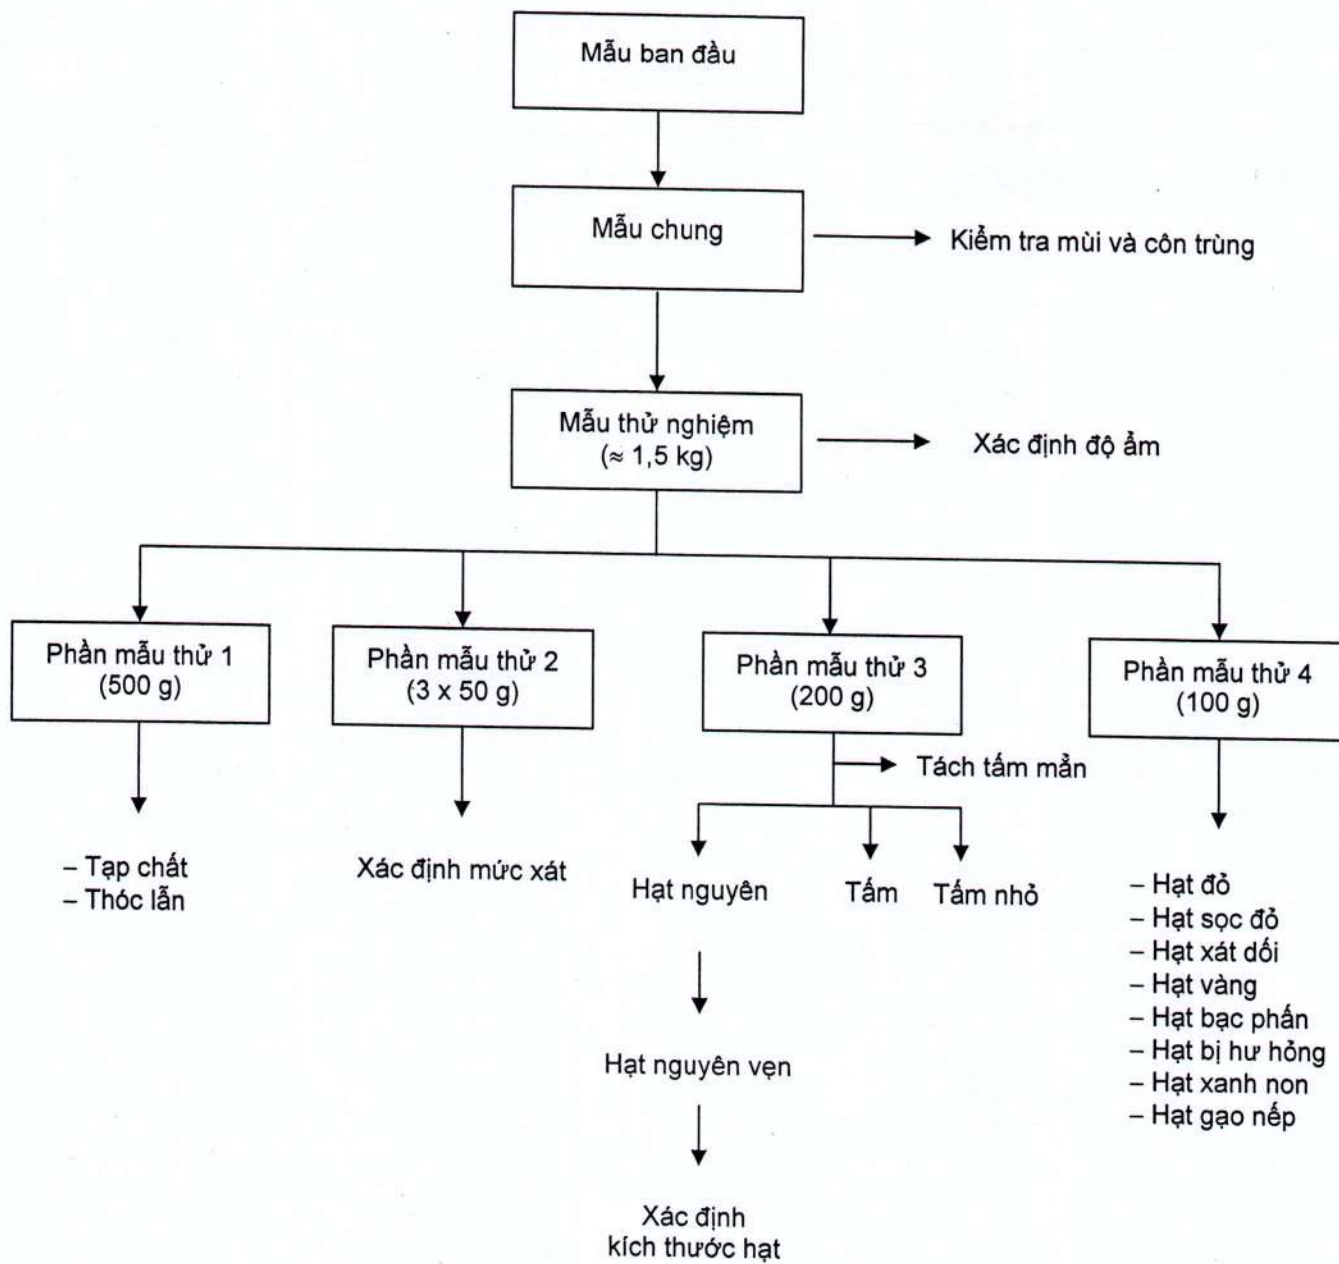 Mẫu ban đầu
Mẫu chung
Kiểm tra mùi và côn trùng
Mẫu thử nghiệm
(≈ 1,5 kg)
Xác định độ ẩm
Phần mẫu thử 1
(500 g)
Phần mẫu thử 2
(3 x 50 g)
Phần mẫu thử 3
(200 g)
Phần mẫu thử 4
(100 g)
Tách tấm mẳn
– Tạp chất
– Thóc lẫn
Xác định mức xát
Hạt nguyên
Tấm
Tấm nhỏ
Hạt nguyên vẹn
Xác định
kích thước hạt
– Hạt đỏ
– Hạt sọc đỏ
– Hạt xát dối
– Hạt vàng
– Hạt bạc phấn
– Hạt bị hư hỏng
– Hạt xanh non
– Hạt gạo nếp